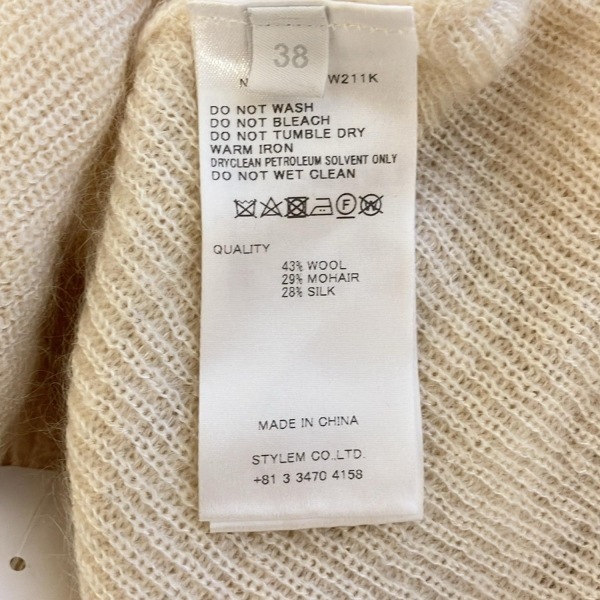 38
W211K
DO NOT WASH
DO NOT BLEACH
DO NOT TUMBLE DRY
WARM IRON
DRYCLEAN PETROLEUM SOLVENT ONLY
DO NOT WET CLEAN
F W
QUALITY
43% WOOL
29% MOHAIR
28% SILK
MADE IN CHINA
STYLEM CO.,LTD.
+81 3 3470 4158